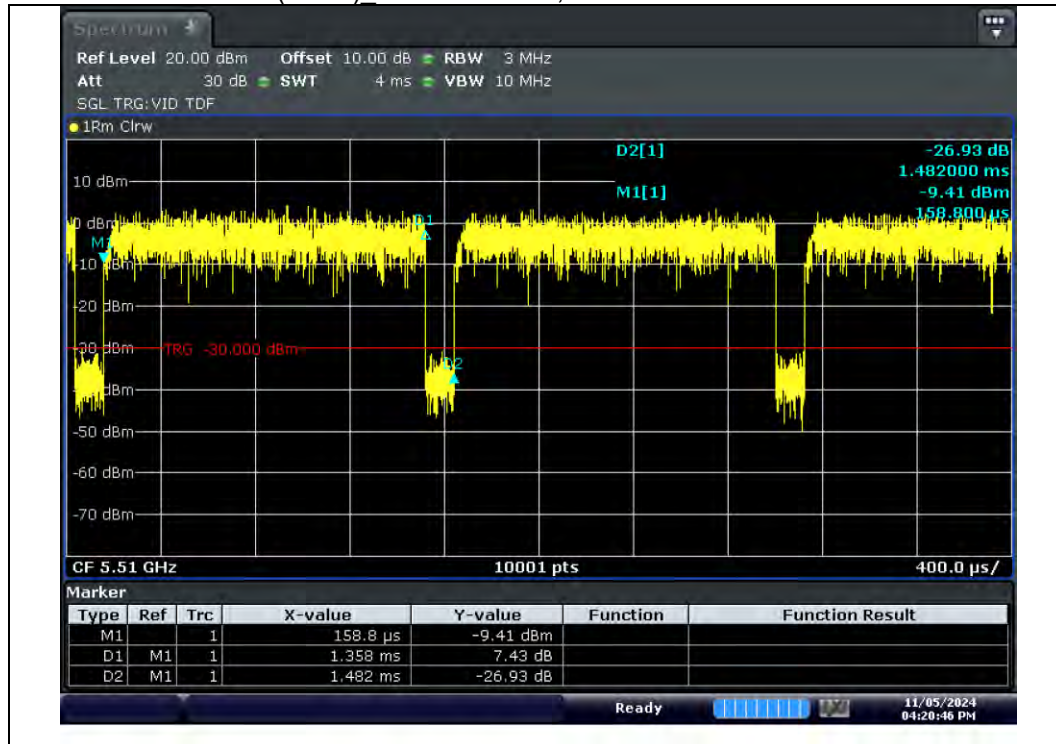 Spectrum
Ref Level 20.00 dBm Offset 10.00 dB RBW 3 MHz
Att 30 dB SWT 4 ms VBW 10 MHz
SGL TRG:VID TDF
1Rm Clrw
D2[1] -26.93 dB
1.482000 ms
10 dBm
M1[1] -9.41 dBm
158.800 µs
0 dBm
D1
M1
-10 dBm
-20 dBm
-30 dBm
TRG -30.000 dBm
D2
dBm
-50 dBm
-60 dBm
-70 dBm
CF 5.51 GHz 10001 pts 400.0 µs/
Marker
Type Ref Trc X-value Y-value Function Function Result
M1 1 158.8 µs -9.41 dBm
D1 M1 1 1.358 ms 7.43 dB
D2 M1 1 1.482 ms -26.93 dB
Ready 11/05/2024
04:20:46 PM